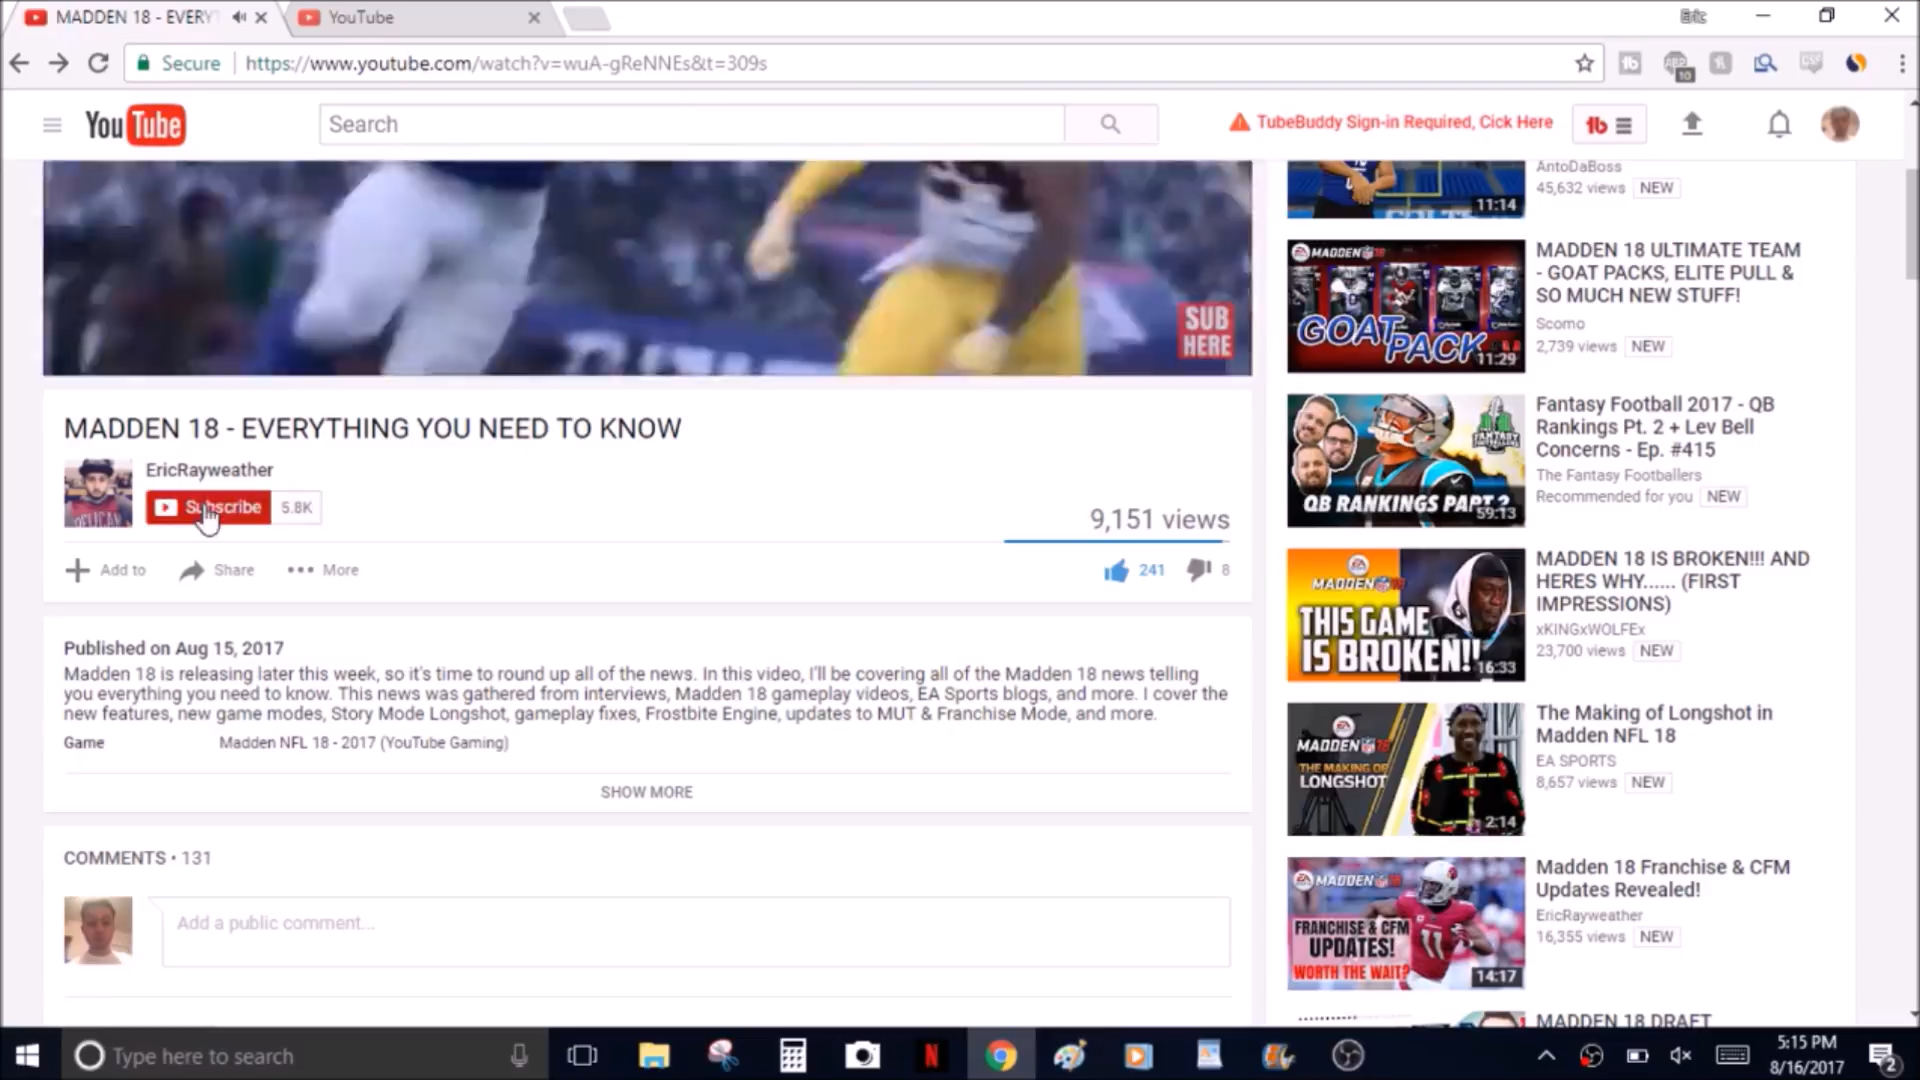 MADDEN 18 - EVERY
YouTube
Eric
Secure
https://www.youtube.com/watch?v=wuA-gReNNEs&t=309s
10
YouTube
Search
TubeBuddy Sign-in Required, Cick Here
tb
SUB
HERE
MADDEN 18 - EVERYTHING YOU NEED TO KNOW
EricRayweather
Subscribe 5.8K
9,151 views
Add to Share More
241 8
Published on Aug 15, 2017
Madden 18 is releasing later this week, so it's time to round up all of the news. In this video, I'll be covering all of the Madden 18 news telling
you everything you need to know. This news was gathered from interviews, Madden 18 gameplay videos, EA Sports blogs, and more. I cover the
new features, new game modes, Story Mode Longshot, gameplay fixes, Frostbite Engine, updates to MUT & Franchise Mode, and more.
Game Madden NFL 18 - 2017 (YouTube Gaming)
SHOW MORE
COMMENTS • 131
Add a public comment...
AntoDaBoss
45,632 views NEW
11:14
MADDEN 18
GOAT PACK
11:29
MADDEN 18 ULTIMATE TEAM
- GOAT PACKS, ELITE PULL &
SO MUCH NEW STUFF!
Scomo
2,739 views NEW
QB RANKINGS PART 2
59:13
Fantasy Football 2017 - QB
Rankings Pt. 2 + Lev Bell
Concerns - Ep. #415
The Fantasy Footballers
Recommended for you NEW
MADDEN 18
THIS GAME
IS BROKEN!!
16:33
MADDEN 18 IS BROKEN!!! AND
HERES WHY...... (FIRST
IMPRESSIONS)
xKINGxWOLFEx
23,700 views NEW
MADDEN 18
THE MAKING OF
LONGSHOT
2:14
The Making of Longshot in
Madden NFL 18
EA SPORTS
8,657 views NEW
MADDEN 18
FRANCHISE & CFM
UPDATES!
WORTH THE WAIT?
11
14:17
Madden 18 Franchise & CFM
Updates Revealed!
EricRayweather
16,355 views NEW
MADDEN 18 DRAFT
Type here to search
5:15 PM
8/16/2017
2